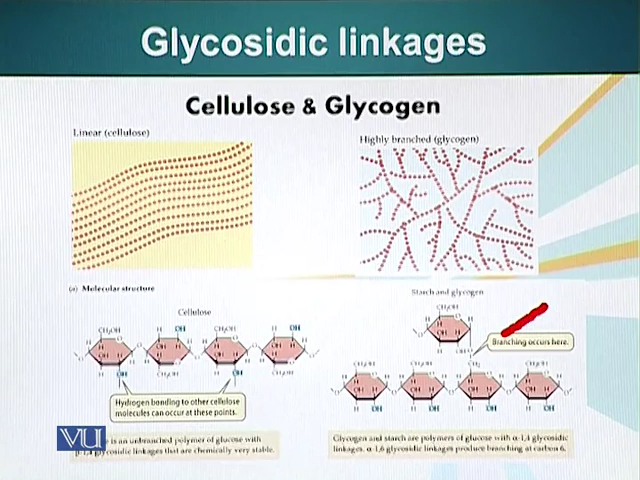 Glycosidic linkages
Cellulose & Glycogen
Linear (cellulose)
Highly branched (glycogen)
(a) Molecular structure
Cellulose
Starch and glycogen
CH₂OH
Branching occurs here.
Hydrogen bonding to other cellulose
molecules can occur at these points.
VU
is an unbranched polymer of glucose with
β-1,4 glycosidic linkages that are chemically very stable.
Glycogen and starch are polymers of glucose with α-1,4 glycosidic
linkages. α-1,6 glycosidic linkages produce branching at carbon 6.